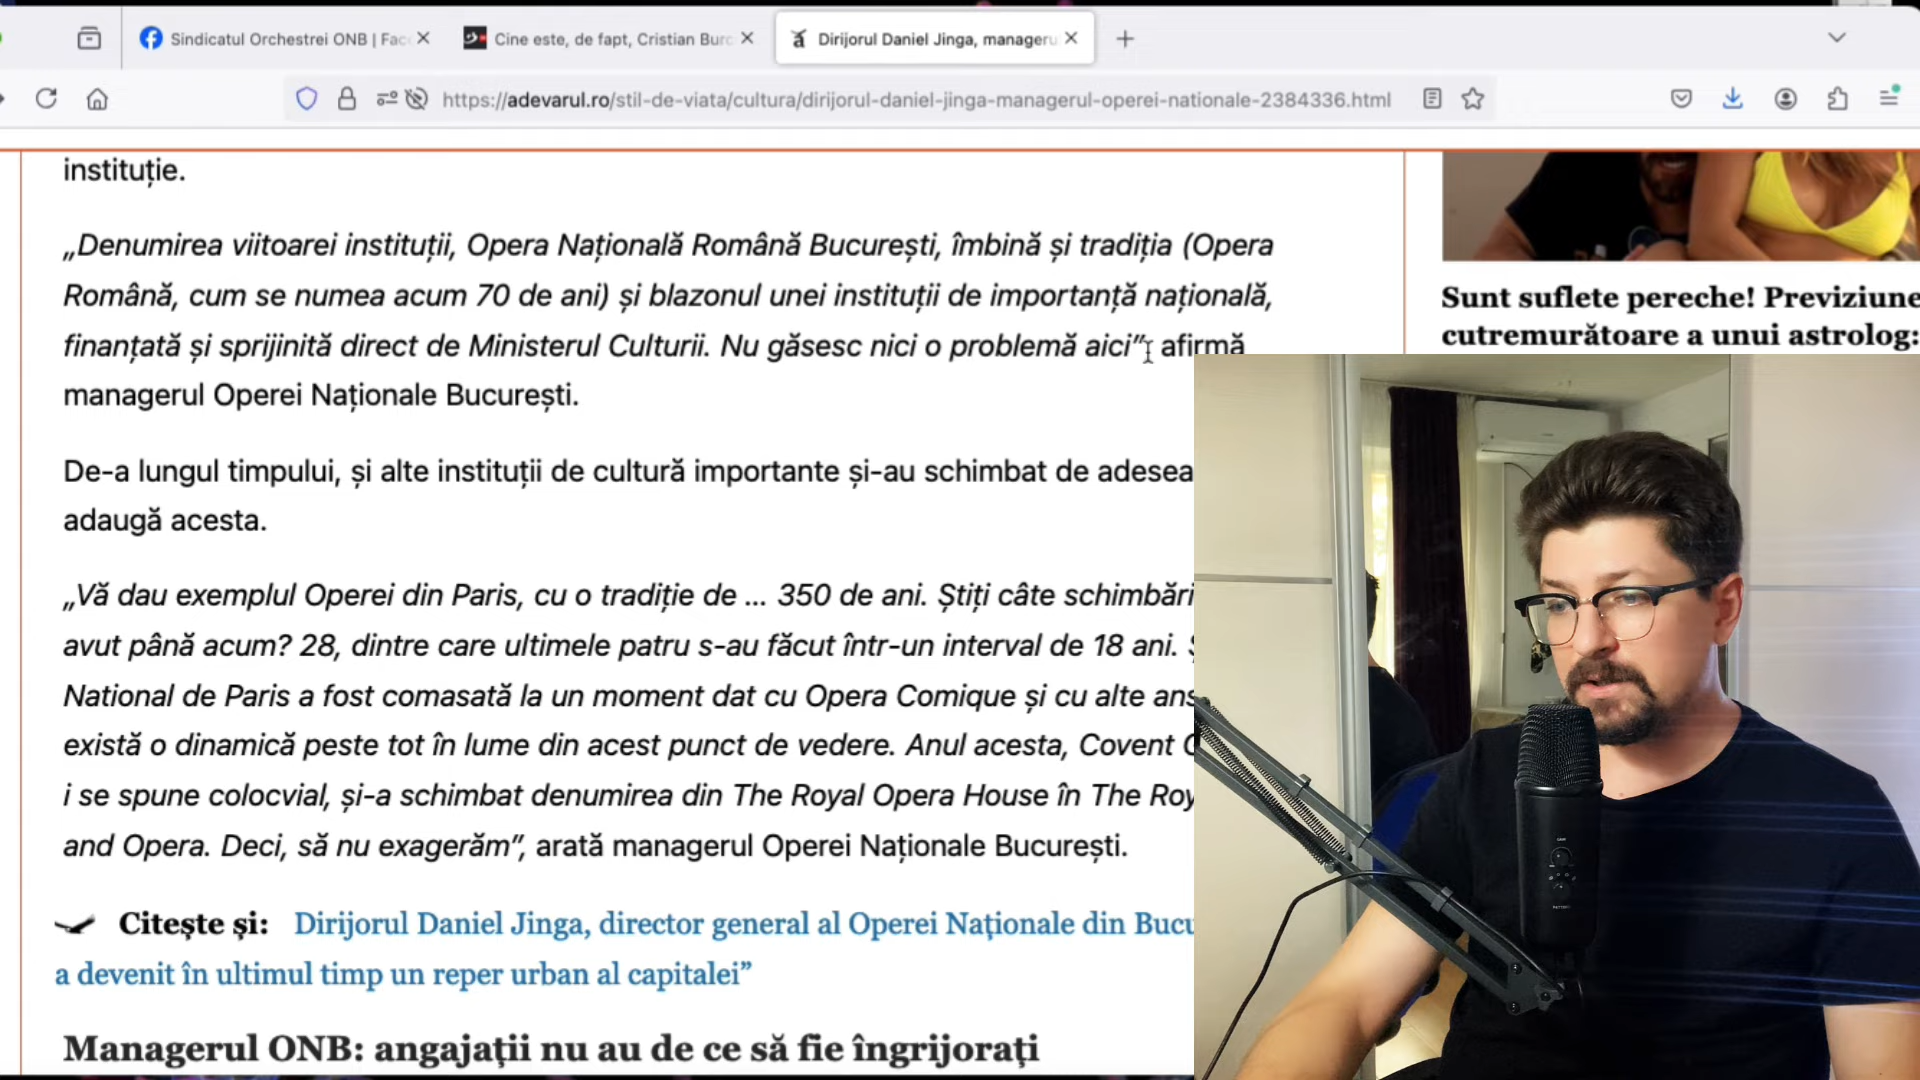 Sindicatul Orchestrei ONB | Fac
Cine este, de fapt, Cristian Burc
Dirijorul Daniel Jinga, manageru
https://adevarul.ro/stil-de-viata/cultura/dirijorul-daniel-jinga-managerul-operei-nationale-2384336.html
instituție.
„Denumirea viitoarei instituții, Opera Națională Română București, îmbină și tradiția (Opera
Română, cum se numea acum 70 de ani) și blazonul unei instituții de importanță națională,
finanțată și sprijinită direct de Ministerul Culturii. Nu găsesc nici o problemă aici”, afirmă
managerul Operei Naționale București.
De-a lungul timpului, și alte instituții de cultură importante și-au schimbat de adesea
adaugă acesta.
„Vă dau exemplul Operei din Paris, cu o tradiție de ... 350 de ani. Știți câte schimbări
avut până acum? 28, dintre care ultimele patru s-au făcut într-un interval de 18 ani.
National de Paris a fost comasată la un moment dat cu Opera Comique și cu alte ans
există o dinamică peste tot în lume din acest punct de vedere. Anul acesta, Covent
i se spune colocvial, și-a schimbat denumirea din The Royal Opera House în The Roy
and Opera. Deci, să nu exagerăm”, arată managerul Operei Naționale București.
Citește și: Dirijorul Daniel Jinga, director general al Operei Naționale din Bucu
a devenit în ultimul timp un reper urban al capitalei”
Managerul ONB: angajații nu au de ce să fie îngrijorați
Sunt suflete pereche! Previziune
cutremurătoare a unui astrolog: